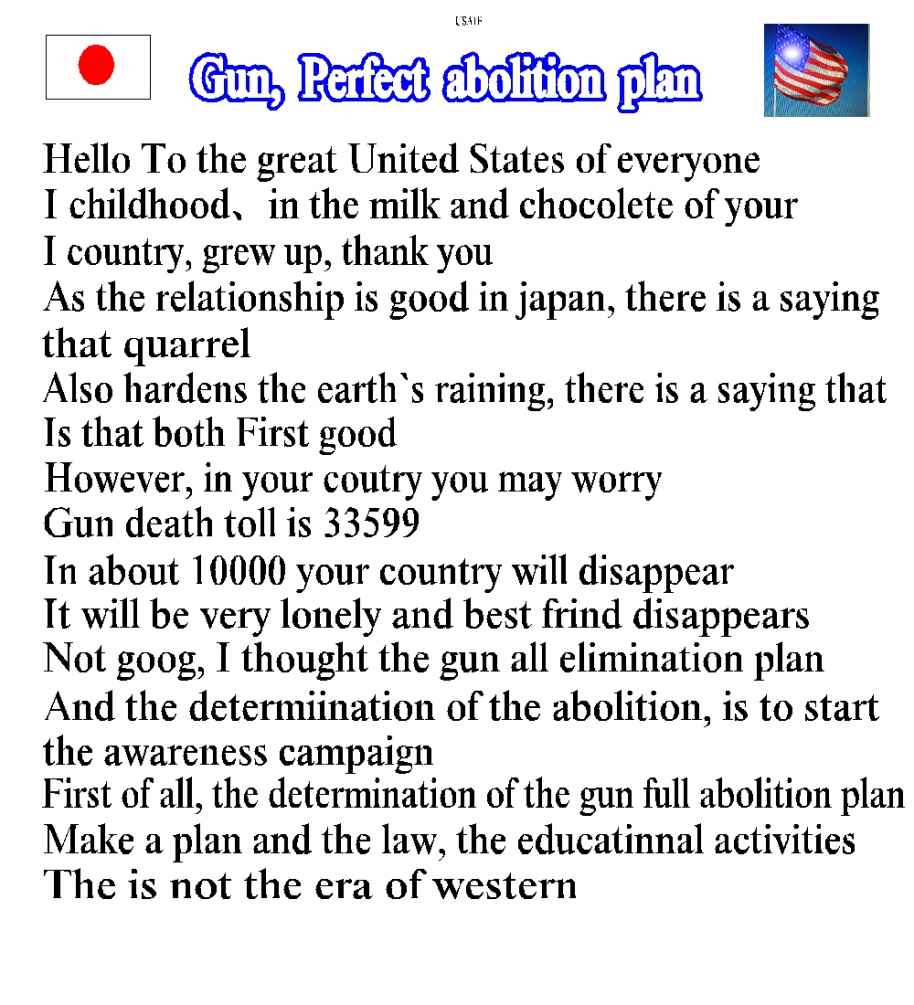 USA1F
Gun, Perfect abolition plan
Hello To the great United States of everyone
I childhood、in the milk and chocolete of your
I country, grew up, thank you
As the relationship is good in japan, there is a saying
that quarrel
Also hardens the earth`s raining, there is a saying that
Is that both First good
However, in your coutry you may worry
Gun death toll is 33599
In about 10000 your country will disappear
It will be very lonely and best frind disappears
Not goog, I thought the gun all elimination plan
And the determiination of the abolition, is to start
the awareness campaign
First of all, the determination of the gun full abolition plan
Make a plan and the law, the educatinnal activities
The is not the era of western